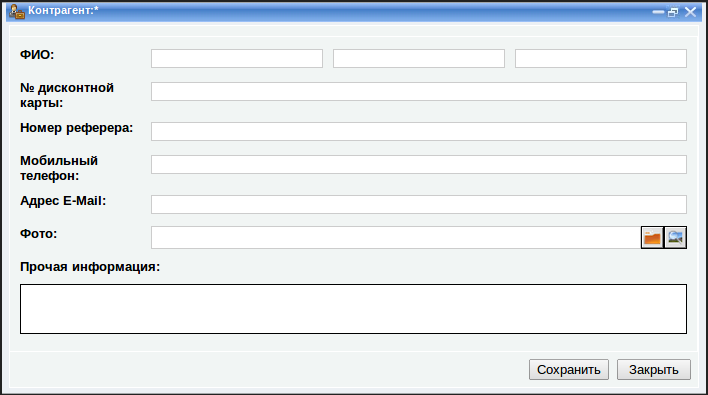 Контрагент:*
ФИО:
№ дисконтной
карты:
Номер реферера:
Мобильный
телефон:
Адрес E-Mail:
Фото:
Прочая информация:
Сохранить Закрыть